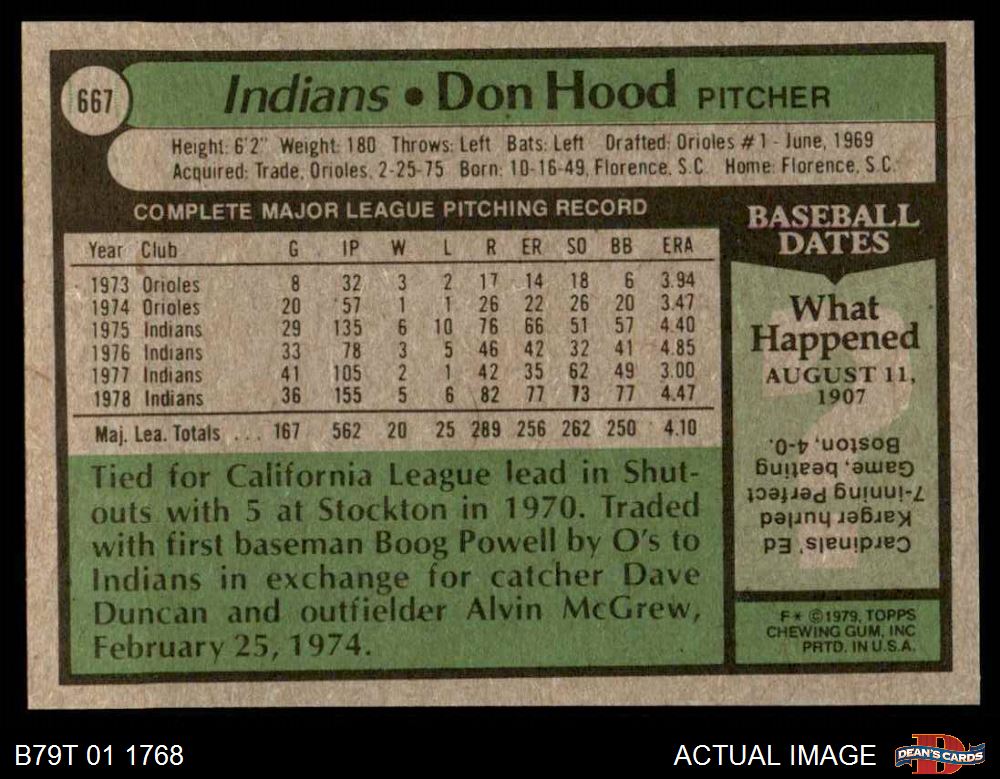 667
Indians • Don Hood PITCHER
Height: 6'2" Weight: 180 Throws: Left Bats: Left Drafted: Orioles #1 - June, 1969
Acquired: Trade, Orioles, 2-25-75 Born: 10-16-49, Florence, S.C. Home: Florence, S.C.
COMPLETE MAJOR LEAGUE PITCHING RECORD
Year Club G IP W L R ER SO BB ERA
1973 Orioles 8 32 3 2 17 14 18 6 3.94
1974 Orioles 20 57 1 1 26 22 26 20 3.47
1975 Indians 29 135 6 10 76 66 51 57 4.40
1976 Indians 33 78 3 5 46 42 32 41 4.85
1977 Indians 41 105 2 1 42 35 62 49 3.00
1978 Indians 36 155 5 6 82 77 73 77 4.47
Maj. Lea. Totals ... 167 562 20 25 289 256 262 250 4.10
Tied for California League lead in Shut-
outs with 5 at Stockton in 1970. Traded
with first baseman Boog Powell by O's to
Indians in exchange for catcher Dave
Duncan and outfielder Alvin McGrew,
February 25, 1974.
BASEBALL
DATES
What
Happened
AUGUST 11,
1907
Cardinals' Ed
Karger hurled
7-inning Perfect
Game, beating
Boston, 4-0.
F* ©1979, TOPPS
CHEWING GUM, INC
PRTD. IN U.S.A.
B79T 01 1768
ACTUAL IMAGE
DEAN'S CARDS